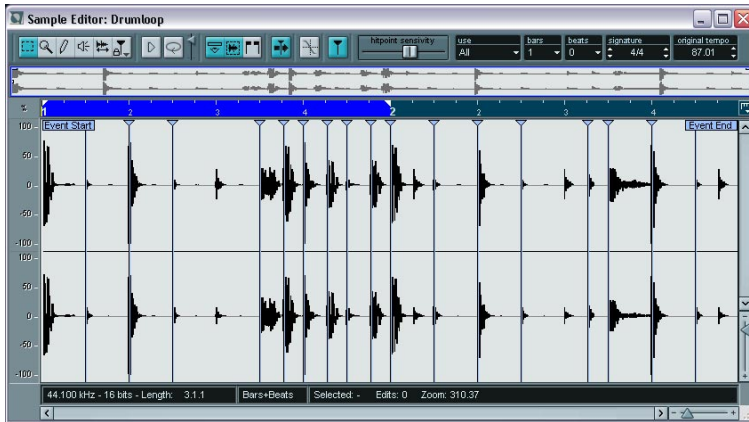 Sample Editor: Drumloop
hitpoint sensivity
use bars beats signature original tempo
All 1 0 4/4 87.01
% 1 2 3 4 2 2 3 4
Event Start Event End
100
50
0
-50
-100
100
50
0
-50
-100
44.100 kHz - 16 bits - Length: 3.1.1 Bars+Beats Selected: - Edits: 0 Zoom: 310.37